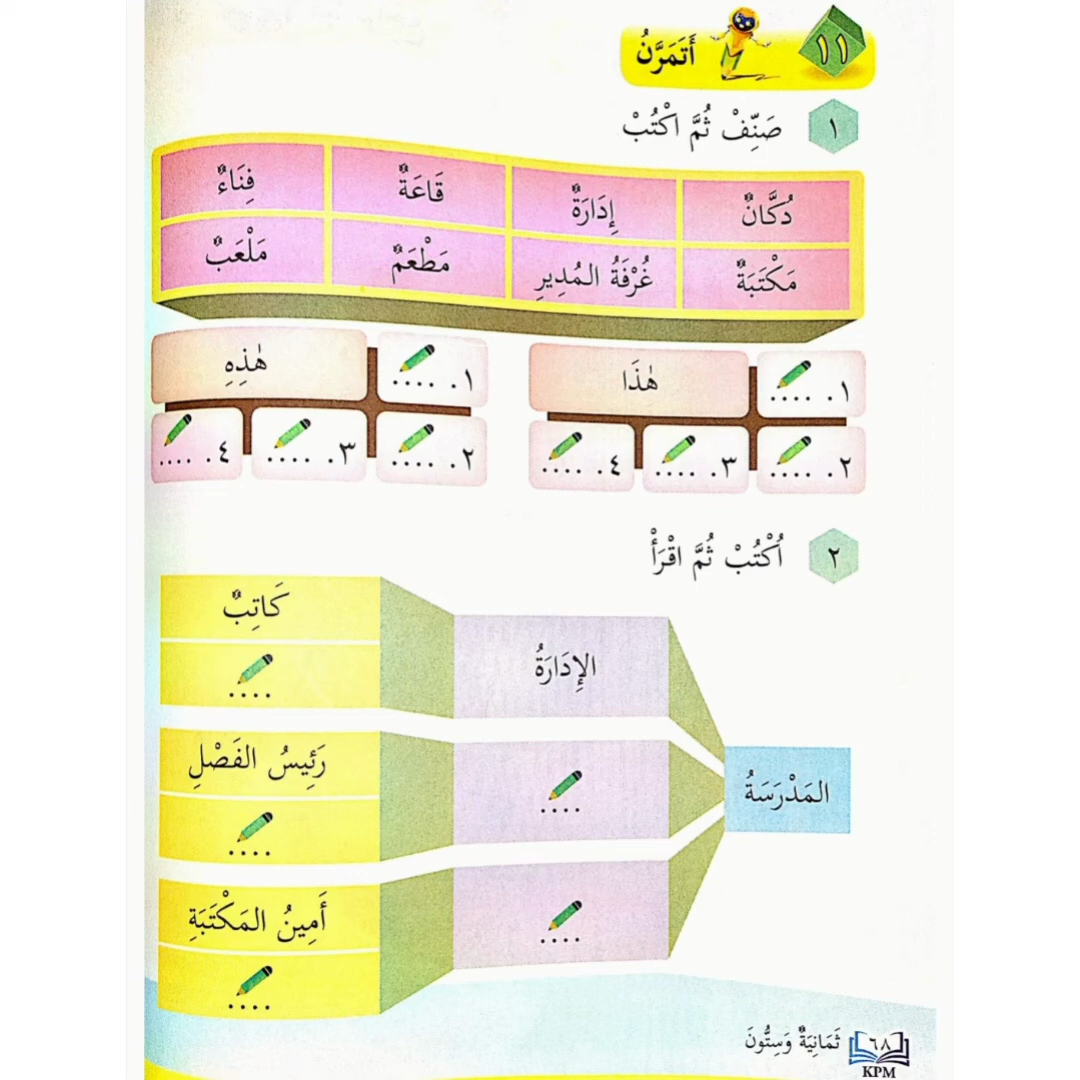 ١١ أَتَمَرَّنُ
١ صَنِّفْ ثُمَّ اكْتُبْ
دُكَّانٌ إِدَارَةٌ قَاعَةٌ فِنَاءٌ
مَكْتَبَةٌ غُرْفَةُ المُدِيرِ مَطْعَمٌ مَلْعَبٌ
١. .... هٰذَا
٢. .... ٣. .... ٤. ....
١. .... هٰذِهِ
٢. .... ٣. .... ٤. ....
٢ اُكْتُبْ ثُمَّ اقْرَأْ
المَدْرَسَةُ
الإِدَارَةُ
كَاتِبٌ
....
....
رَئِيسُ الفَصْلِ
....
....
أَمِينُ المَكْتَبَةِ
....
٦٨ ثَمَانِيَةٌ وَسِتُّونَ
KPM